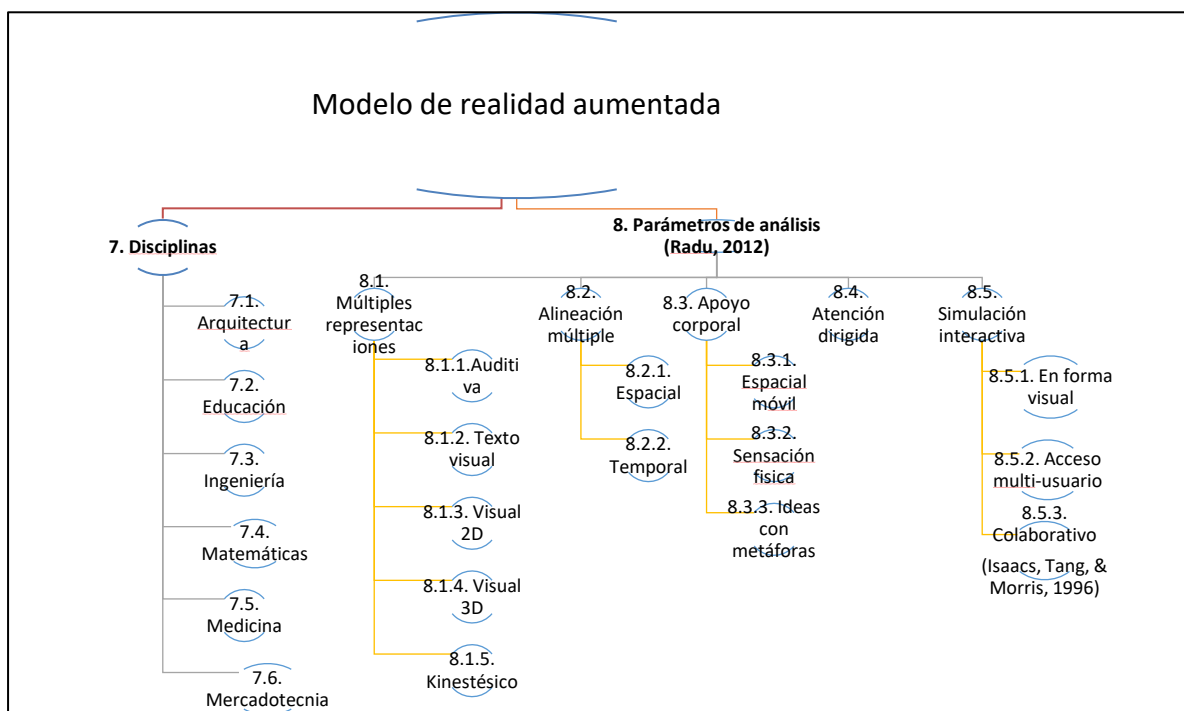 Modelo de realidad aumentada
7. Disciplinas
7.1.
Arquitectur
a
7.2.
Educación
7.3.
Ingeniería
7.4.
Matemáticas
7.5.
Medicina
7.6.
Mercadotecnia
8. Parámetros de análisis
(Radu, 2012)
8.1.
Múltiples
representac
iones
8.1.1.Auditi
va
8.1.2. Texto
visual
8.1.3. Visual
2D
8.1.4. Visual
3D
8.1.5.
Kinestésico
8.2.
Alineación
múltiple
8.2.1.
Espacial
8.2.2.
Temporal
8.3. Apoyo
corporal
8.3.1.
Espacial
móvil
8.3.2.
Sensación
fisica
8.3.3. Ideas
con
metáforas
8.4.
Atención
dirigida
8.5.
Simulación
interactiva
8.5.1. En forma
visual
8.5.2. Acceso
multi-usuario
8.5.3.
Colaborativo
(Isaacs, Tang, &
Morris, 1996)